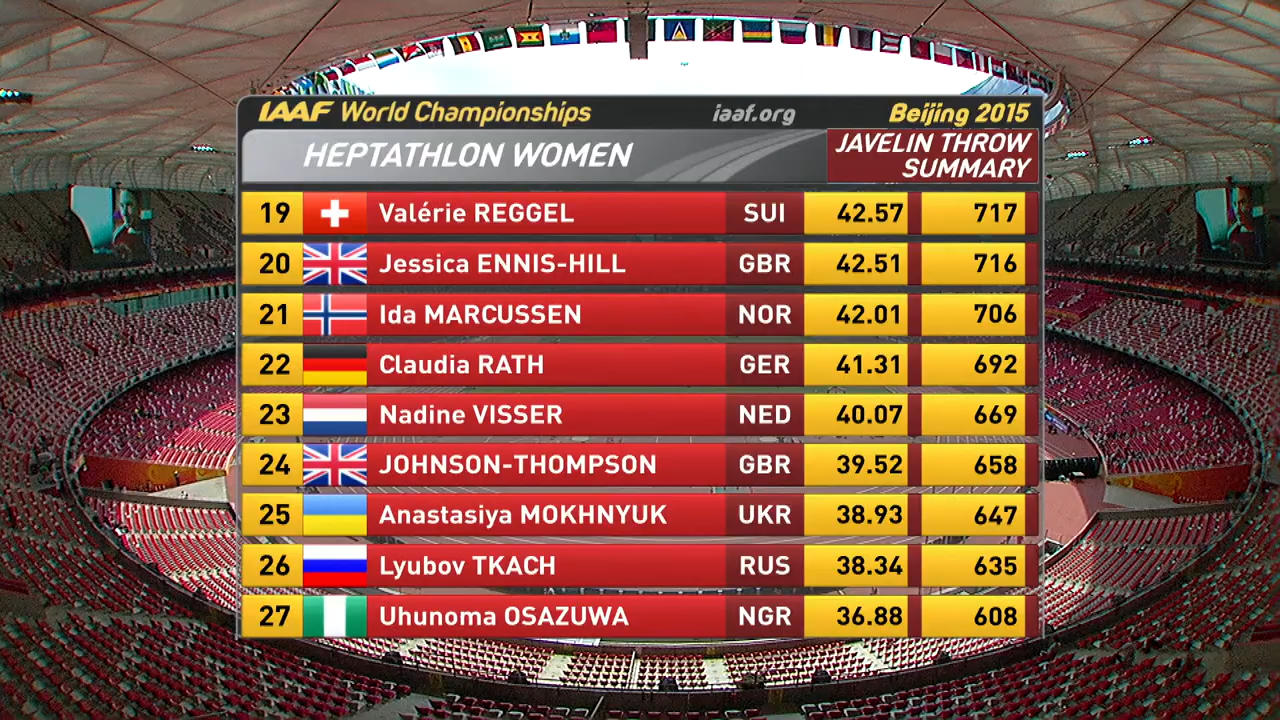 IAAF World Championships iaaf.org Beijing 2015
HEPTATHLON WOMEN JAVELIN THROW
SUMMARY
19 Valérie REGGEL SUI 42.57 717
20 Jessica ENNIS-HILL GBR 42.51 716
21 Ida MARCUSSEN NOR 42.01 706
22 Claudia RATH GER 41.31 692
23 Nadine VISSER NED 40.07 669
24 JOHNSON-THOMPSON GBR 39.52 658
25 Anastasiya MOKHNYUK UKR 38.93 647
26 Lyubov TKACH RUS 38.34 635
27 Uhunoma OSAZUWA NGR 36.88 608